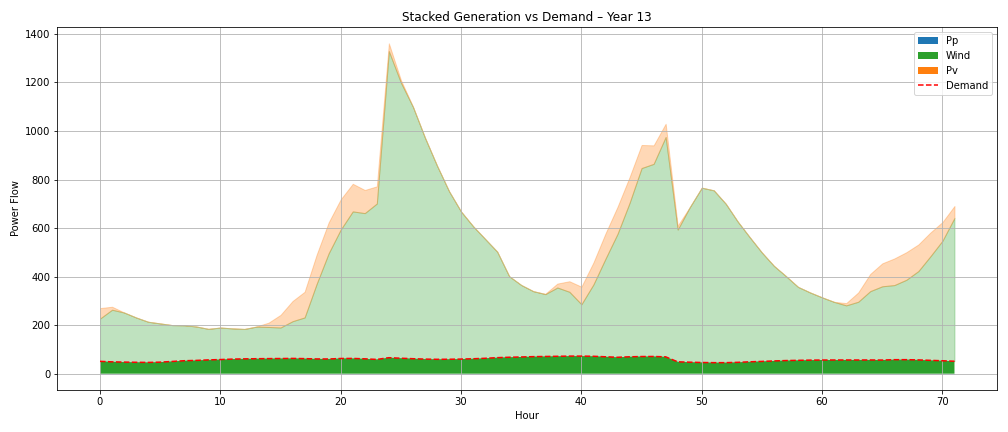 Stacked Generation vs Demand – Year 13
1400
1200
1000
800
600
400
200
0
Power Flow
0 10 20 30 40 50 60 70
Hour
Pp
Wind
Pv
Demand